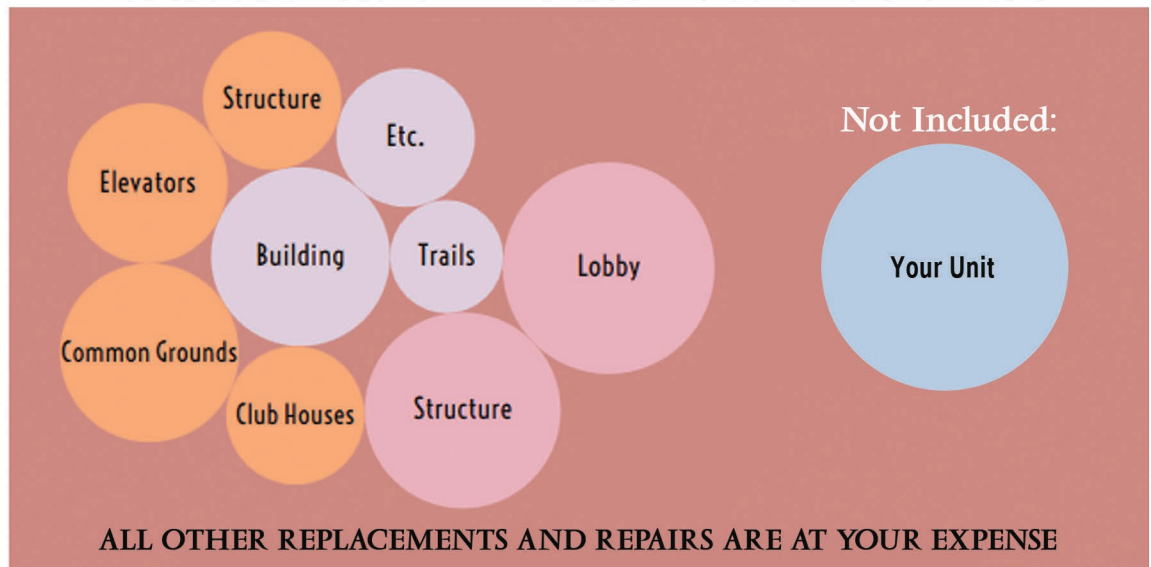 Structure
Etc.
Elevators
Building
Trails
Lobby
Common Grounds
Club Houses
Structure
Not Included:
Your Unit
ALL OTHER REPLACEMENTS AND REPAIRS ARE AT YOUR EXPENSE